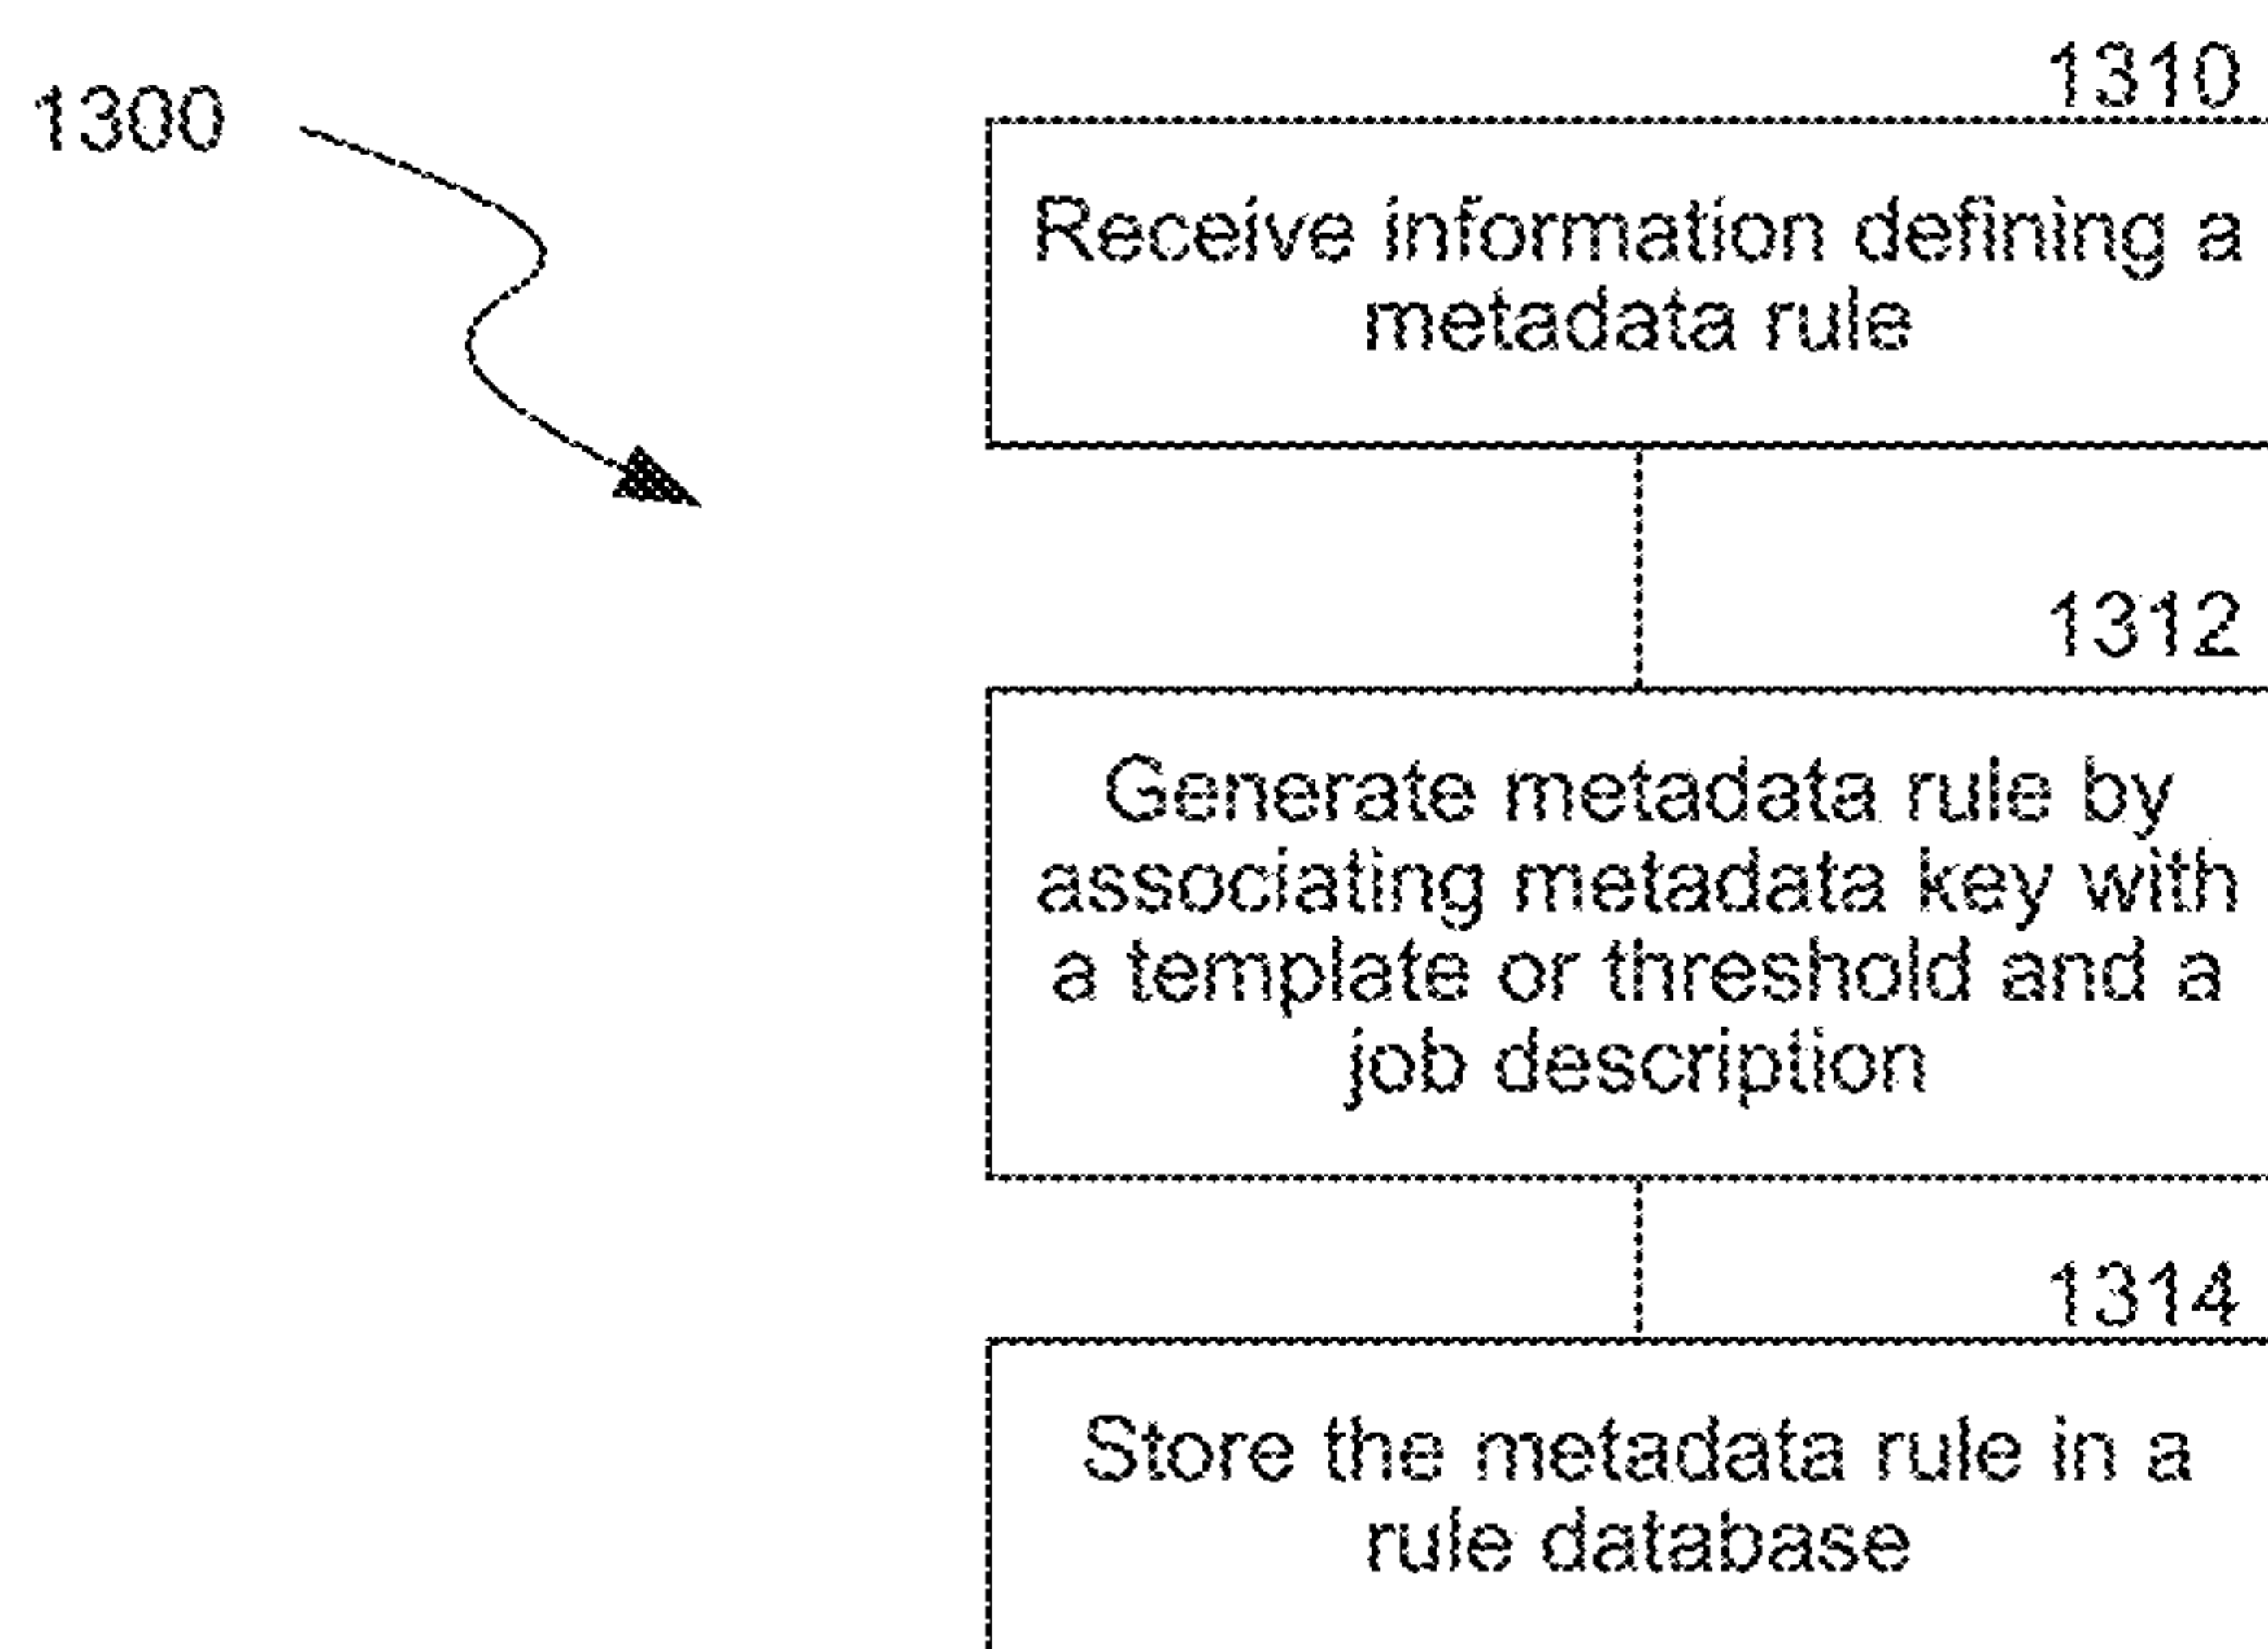 1300
1310
Receive information defining a
metadata rule
1312
Generate metadata rule by
associating metadata key with
a template or threshold and a
job description
1314
Store the metadata rule in a
rule database